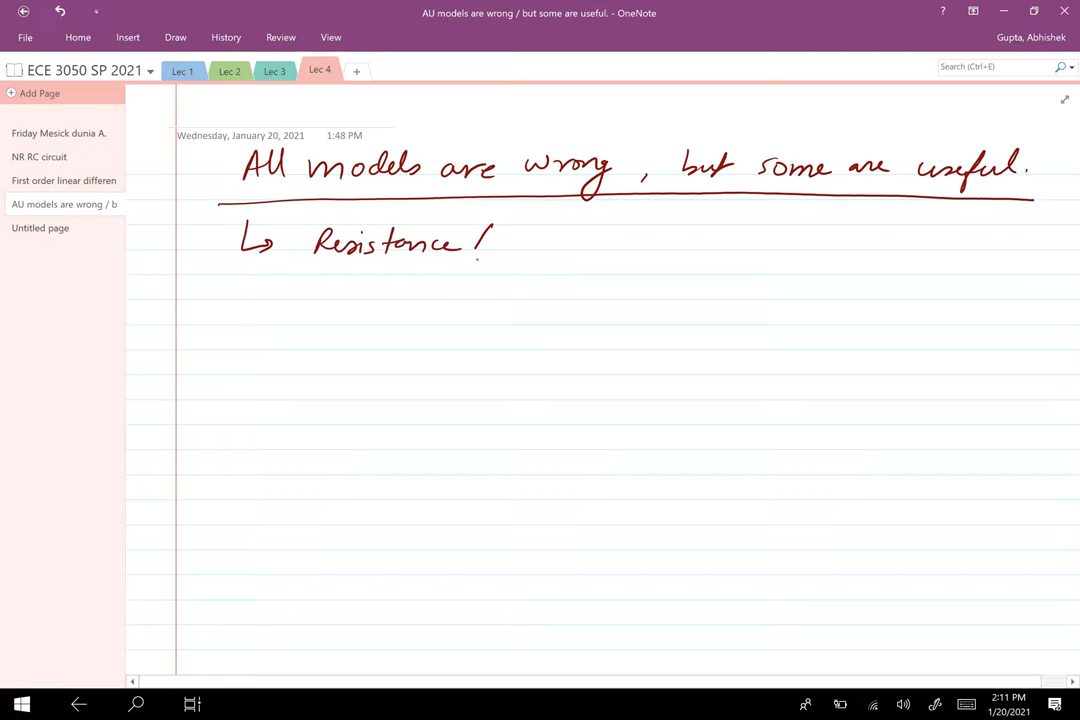 AU models are wrong / but some are useful. - OneNote
File Home Insert Draw History Review View
Gupta, Abhishek
ECE 3050 SP 2021
Lec 1 Lec 2 Lec 3 Lec 4
Search (Ctrl+E)
Add Page
Friday Mesick dunia A.
NR RC circuit
First order linear differen
AU models are wrong / b
Untitled page
Wednesday, January 20, 2021 1:48 PM
All models are wrong, but some are useful.
↳ Resistance /
2:11 PM
1/20/2021